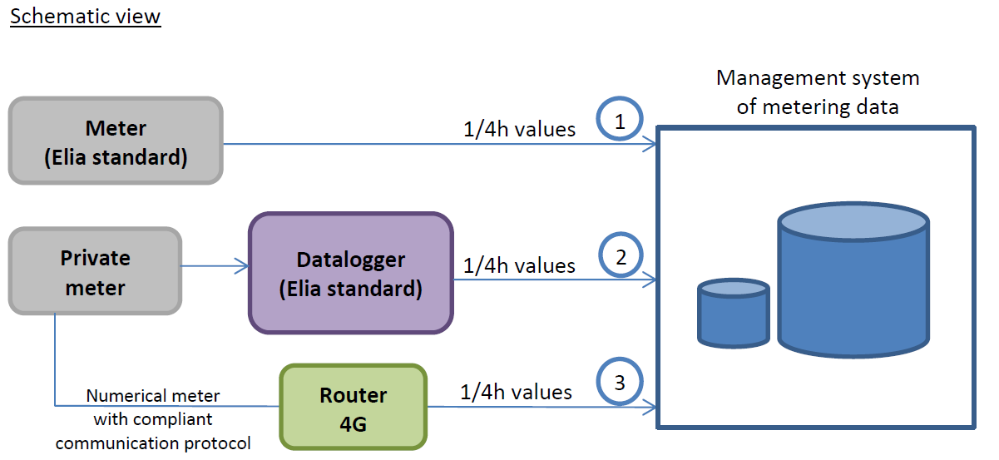 Schematic view
Management system
of metering data
Meter
(Elia standard)
1/4h values
1
Private
meter
Datalogger
(Elia standard)
1/4h values
2
Numerical meter
with compliant
communication protocol
Router
4G
1/4h values
3